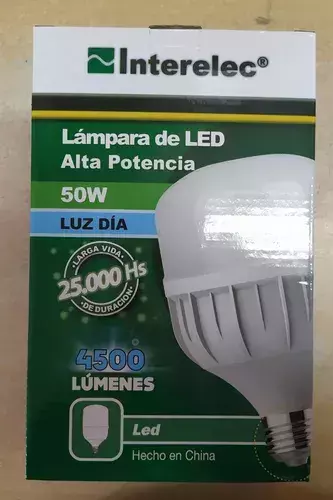 Interelec®
Lámpara de LED
Alta Potencia
50W
LUZ DÍA
LARGA VIDA
25.000 Hs
DE DURACIÓN
4500
LÚMENES
Led
Hecho en China